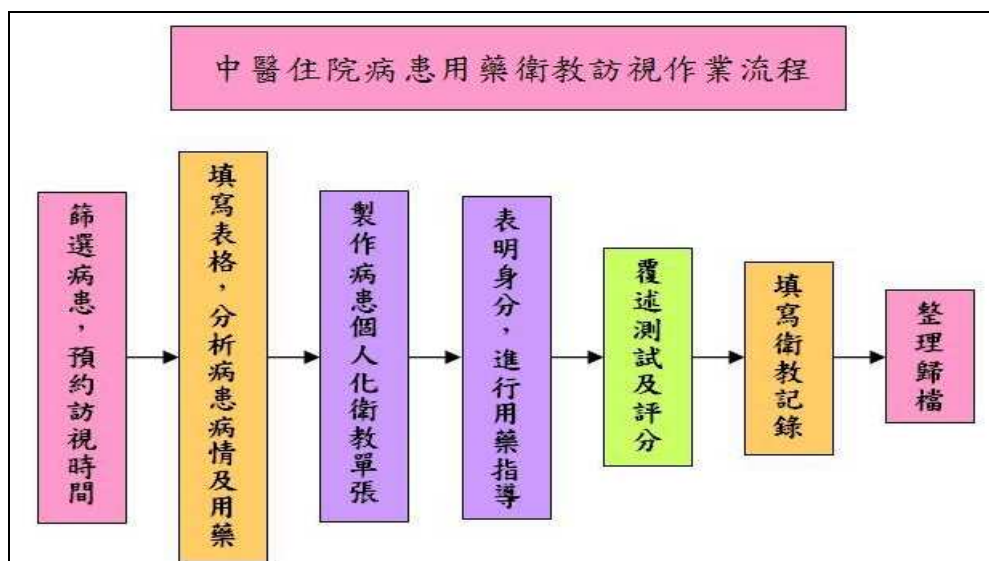 中醫住院病患用藥衛教訪視作業流程
篩選病患，預約訪視時間
填寫表格，分析病患病情及用藥
製作病患個人化衛教單張
表明身分，進行用藥指導
覆述測試及評分
填寫衛教記錄
整理歸檔